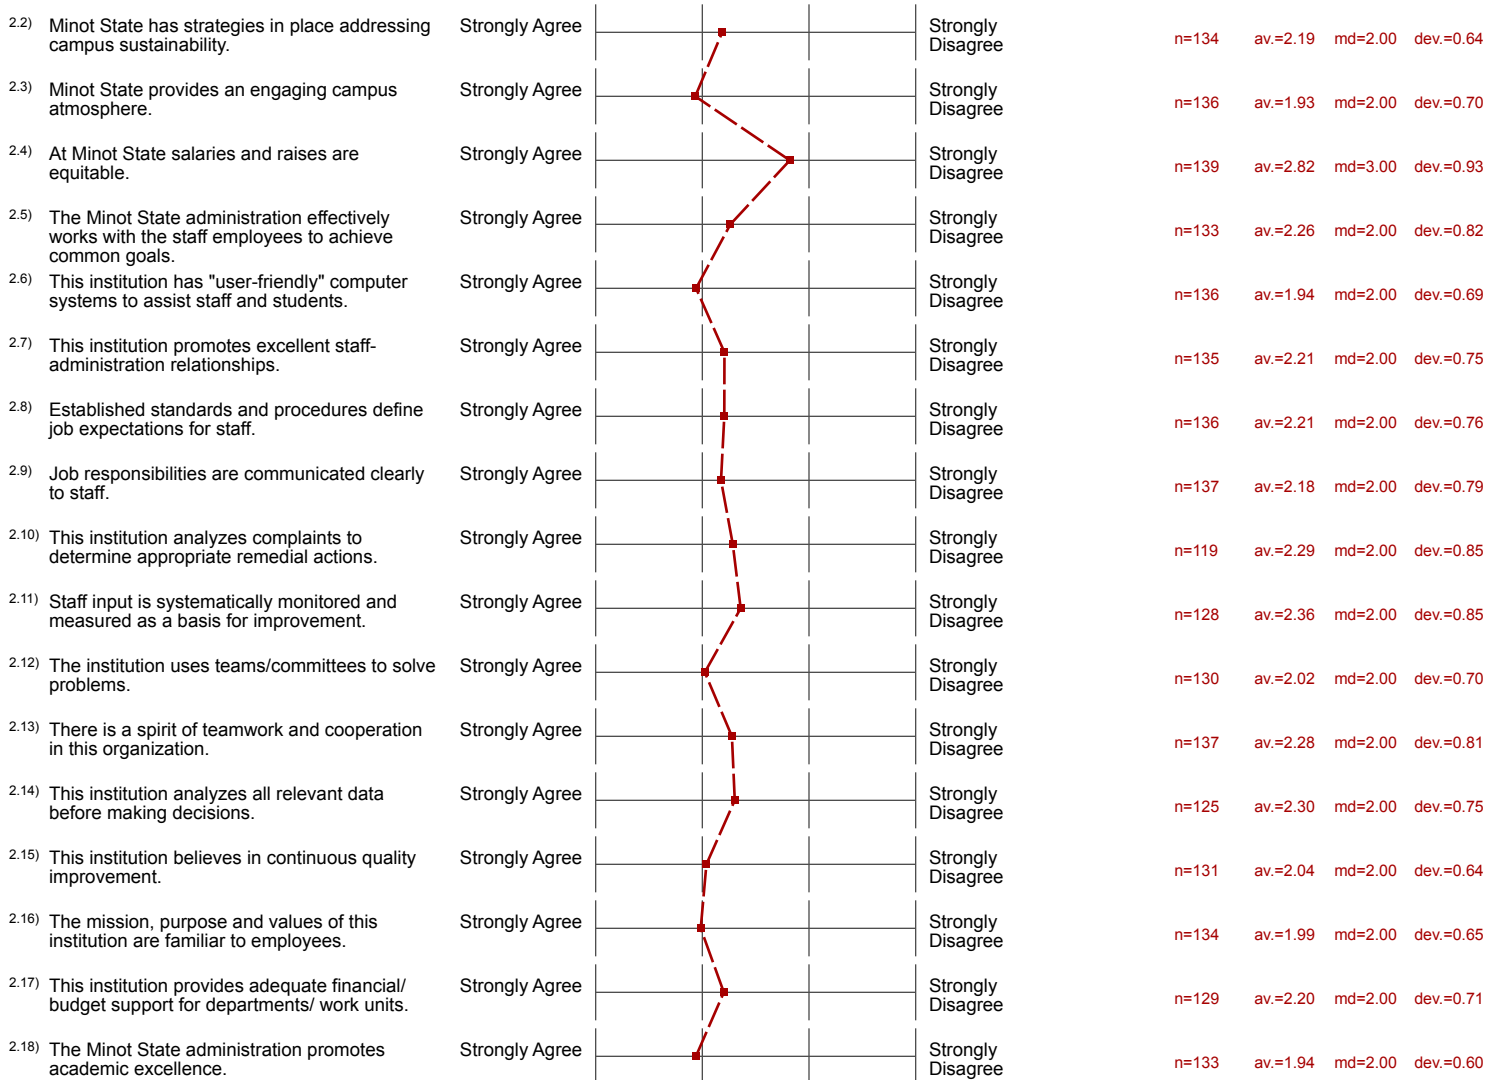 2.2) Minot State has strategies in place addressing campus sustainability. Strongly Agree Strongly Disagree n=134 av.=2.19 md=2.00 dev.=0.64
2.3) Minot State provides an engaging campus atmosphere. Strongly Agree Strongly Disagree n=136 av.=1.93 md=2.00 dev.=0.70
2.4) At Minot State salaries and raises are equitable. Strongly Agree Strongly Disagree n=139 av.=2.82 md=3.00 dev.=0.93
2.5) The Minot State administration effectively works with the staff employees to achieve common goals. Strongly Agree Strongly Disagree n=133 av.=2.26 md=2.00 dev.=0.82
2.6) This institution has "user-friendly" computer systems to assist staff and students. Strongly Agree Strongly Disagree n=136 av.=1.94 md=2.00 dev.=0.69
2.7) This institution promotes excellent staff-administration relationships. Strongly Agree Strongly Disagree n=135 av.=2.21 md=2.00 dev.=0.75
2.8) Established standards and procedures define job expectations for staff. Strongly Agree Strongly Disagree n=136 av.=2.21 md=2.00 dev.=0.76
2.9) Job responsibilities are communicated clearly to staff. Strongly Agree Strongly Disagree n=137 av.=2.18 md=2.00 dev.=0.79
2.10) This institution analyzes complaints to determine appropriate remedial actions. Strongly Agree Strongly Disagree n=119 av.=2.29 md=2.00 dev.=0.85
2.11) Staff input is systematically monitored and measured as a basis for improvement. Strongly Agree Strongly Disagree n=128 av.=2.36 md=2.00 dev.=0.85
2.12) The institution uses teams/committees to solve problems. Strongly Agree Strongly Disagree n=130 av.=2.02 md=2.00 dev.=0.70
2.13) There is a spirit of teamwork and cooperation in this organization. Strongly Agree Strongly Disagree n=137 av.=2.28 md=2.00 dev.=0.81
2.14) This institution analyzes all relevant data before making decisions. Strongly Agree Strongly Disagree n=125 av.=2.30 md=2.00 dev.=0.75
2.15) This institution believes in continuous quality improvement. Strongly Agree Strongly Disagree n=131 av.=2.04 md=2.00 dev.=0.64
2.16) The mission, purpose and values of this institution are familiar to employees. Strongly Agree Strongly Disagree n=134 av.=1.99 md=2.00 dev.=0.65
2.17) This institution provides adequate financial/ budget support for departments/ work units. Strongly Agree Strongly Disagree n=129 av.=2.20 md=2.00 dev.=0.71
2.18) The Minot State administration promotes academic excellence. Strongly Agree Strongly Disagree n=133 av.=1.94 md=2.00 dev.=0.60